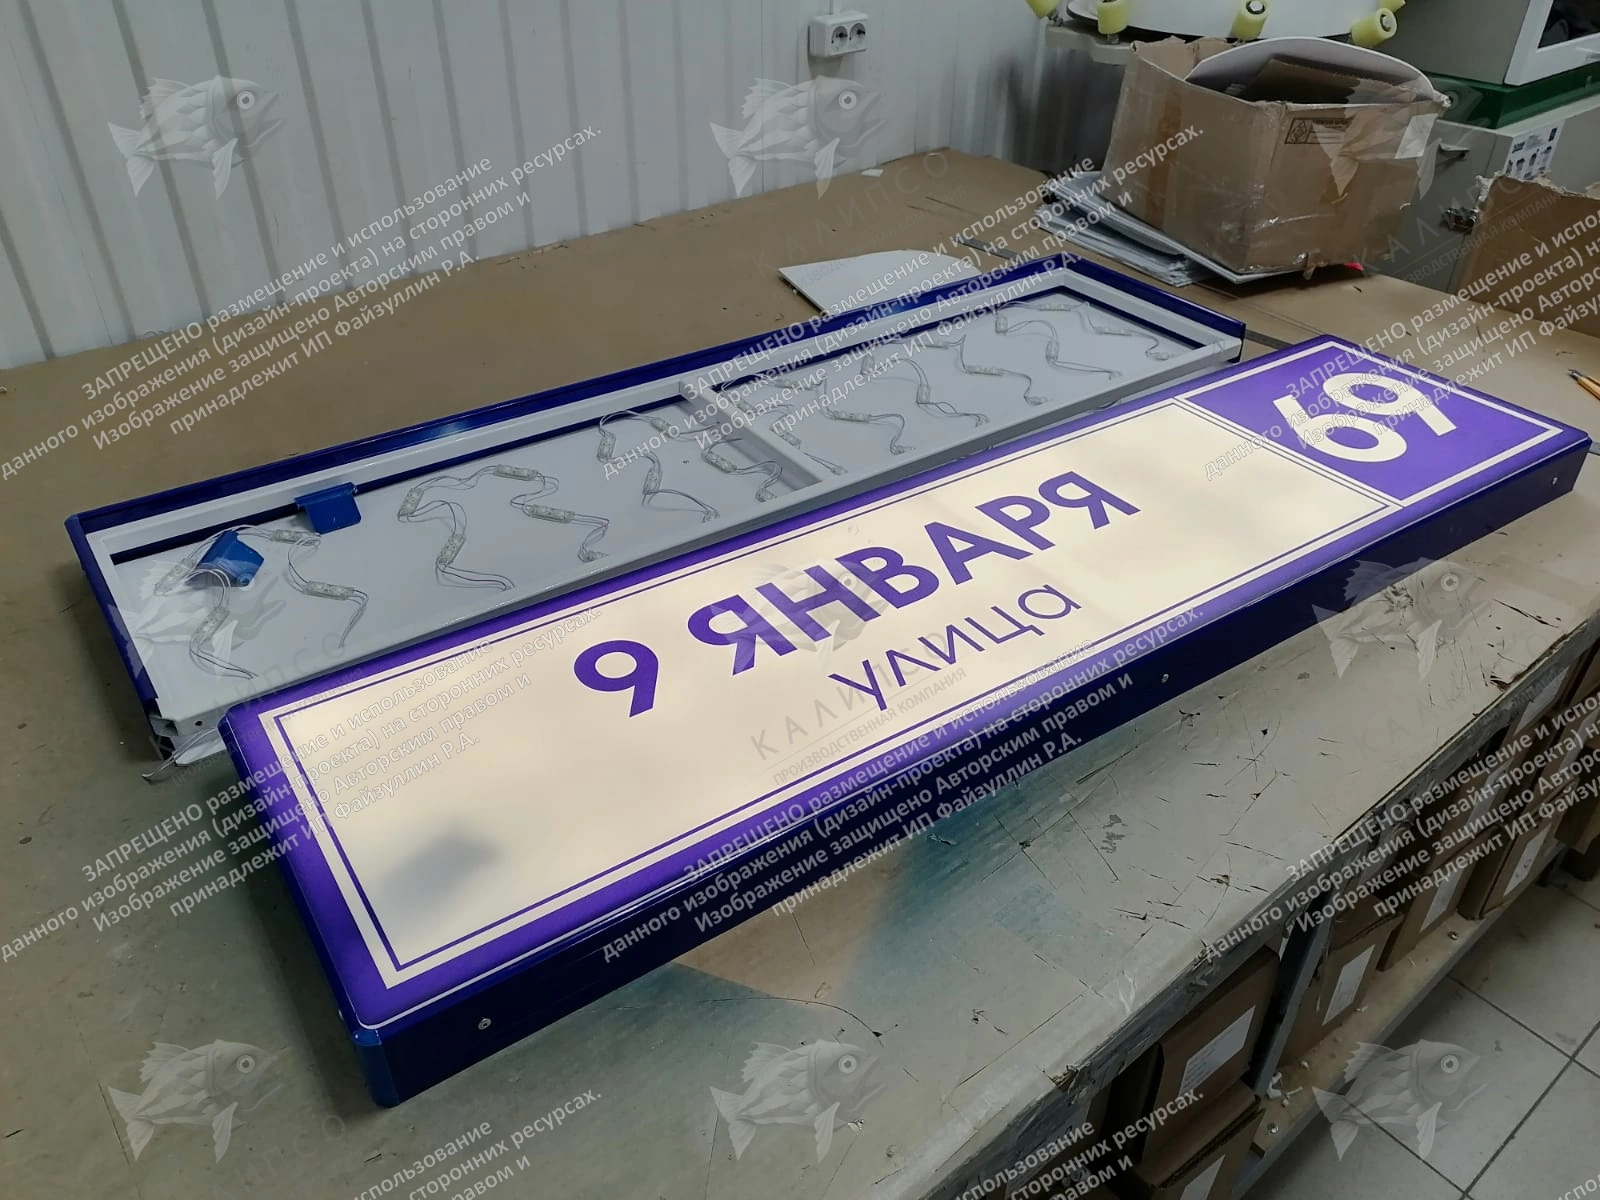 9 ЯНВАРЯ
улица
69
ЗАПРЕЩЕНО размещение и использование
данного изображения (дизайн-проекта) на сторонних ресурсах.
Изображение защищено Авторским правом и
принадлежит ИП Файзуллин Р.А.
КАЛИПСО
ПРОИЗВОДСТВЕННАЯ КОМПАНИЯ